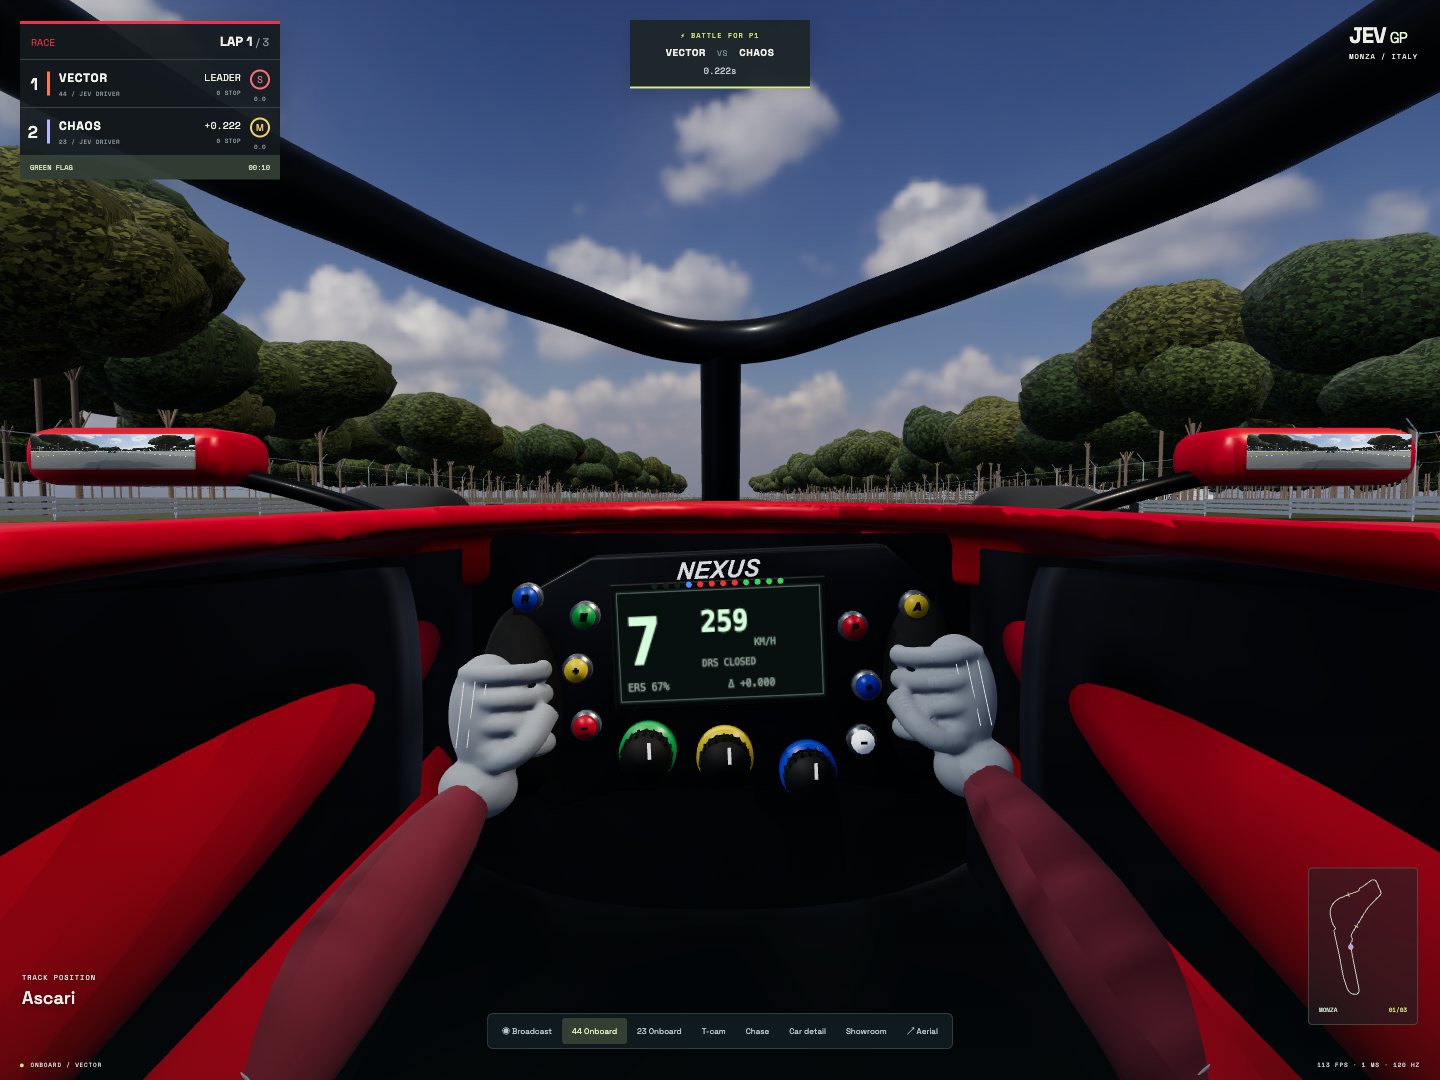 RACE
LAP 1 / 3
1 VECTOR LEADER S
44 / JEV DRIVER 0 STOP 0.0
2 CHAOS +0.222 M
23 / JEV DRIVER 0 STOP 0.0
GREEN FLAG 00:10
⚡ BATTLE FOR P1
VECTOR VS CHAOS
0.222s
JEV GP
MONZA / ITALY
NEXUS
7 259
KM/H
DRS CLOSED
ERS 67% Δ +0.000
R
A
P
TRACK POSITION
Ascari
ONBOARD / VECTOR
Broadcast 44 Onboard 23 Onboard T-cam Chase Car detail Showroom ↗ Aerial
MONZA 01/03
113 FPS · 1 MS · 120 HZ